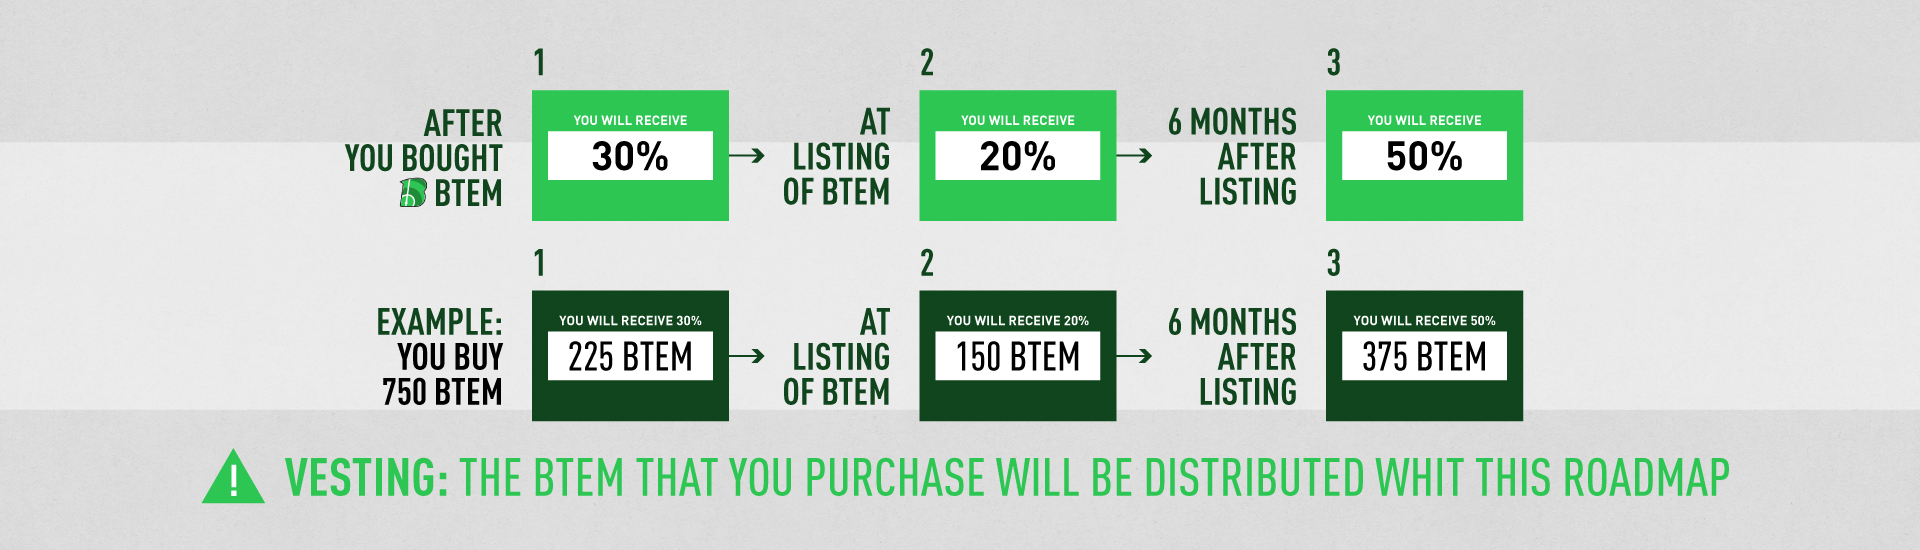 1
AFTER
YOU BOUGHT
BTEM
YOU WILL RECEIVE
30%
AT
LISTING
OF BTEM
2
YOU WILL RECEIVE
20%
6 MONTHS
AFTER
LISTING
3
YOU WILL RECEIVE
50%
1
EXAMPLE:
YOU BUY
750 BTEM
YOU WILL RECEIVE 30%
225 BTEM
AT
LISTING
OF BTEM
2
YOU WILL RECEIVE 20%
150 BTEM
6 MONTHS
AFTER
LISTING
3
YOU WILL RECEIVE 50%
375 BTEM
VESTING: THE BTEM THAT YOU PURCHASE WILL BE DISTRIBUTED WHIT THIS ROADMAP